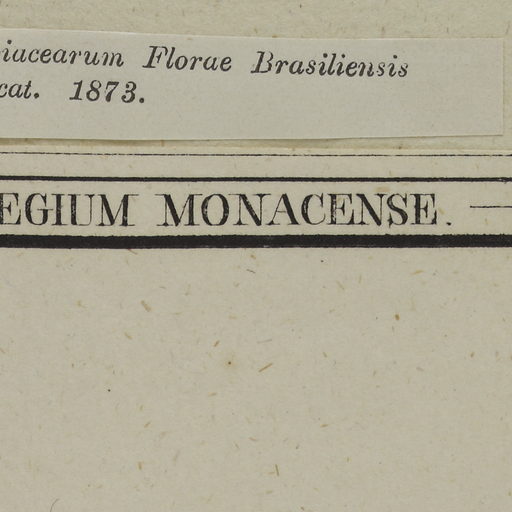 iacearum Florae Brasiliensis
cat. 1873.
EGIUM MONACENSE.